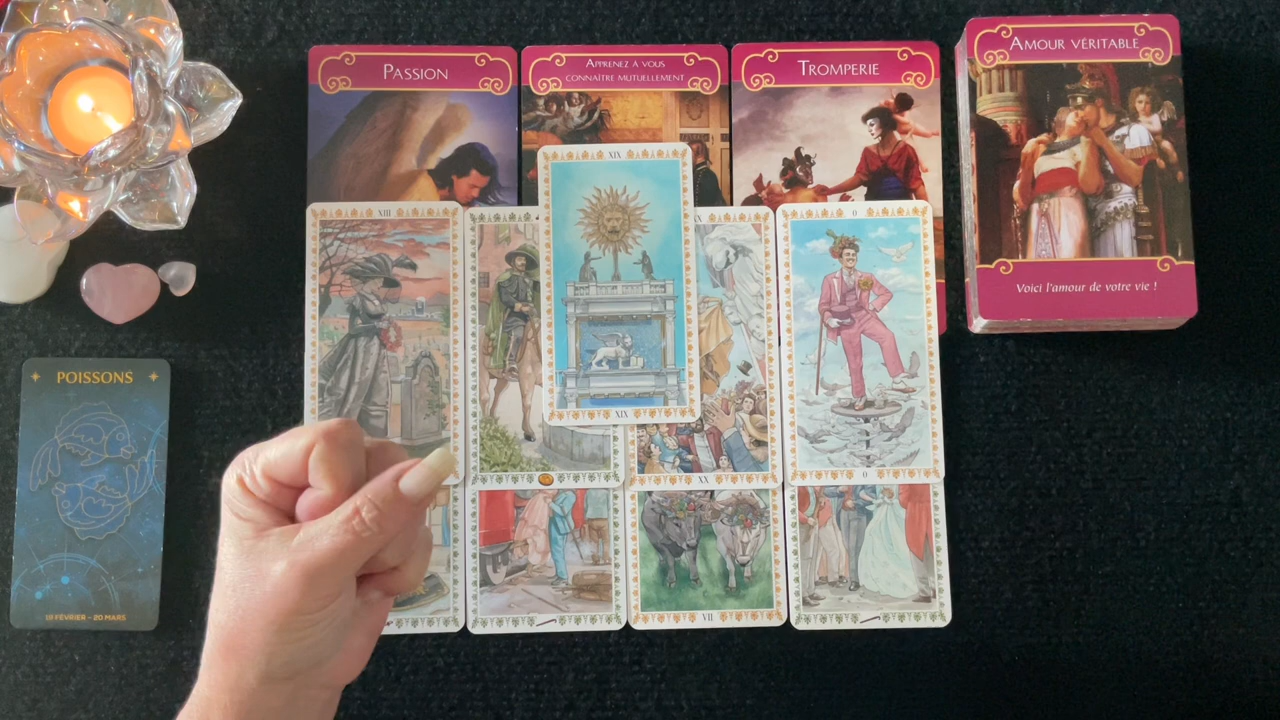 PASSION
APPRENEZ À VOUS
CONNAÎTRE MUTUELLEMENT
TROMPERIE
AMOUR VÉRITABLE
Voici l'amour de votre vie !
XIX
XIII
0
XIX
POISSONS
XX
0
VII
19 FÉVRIER – 20 MARS